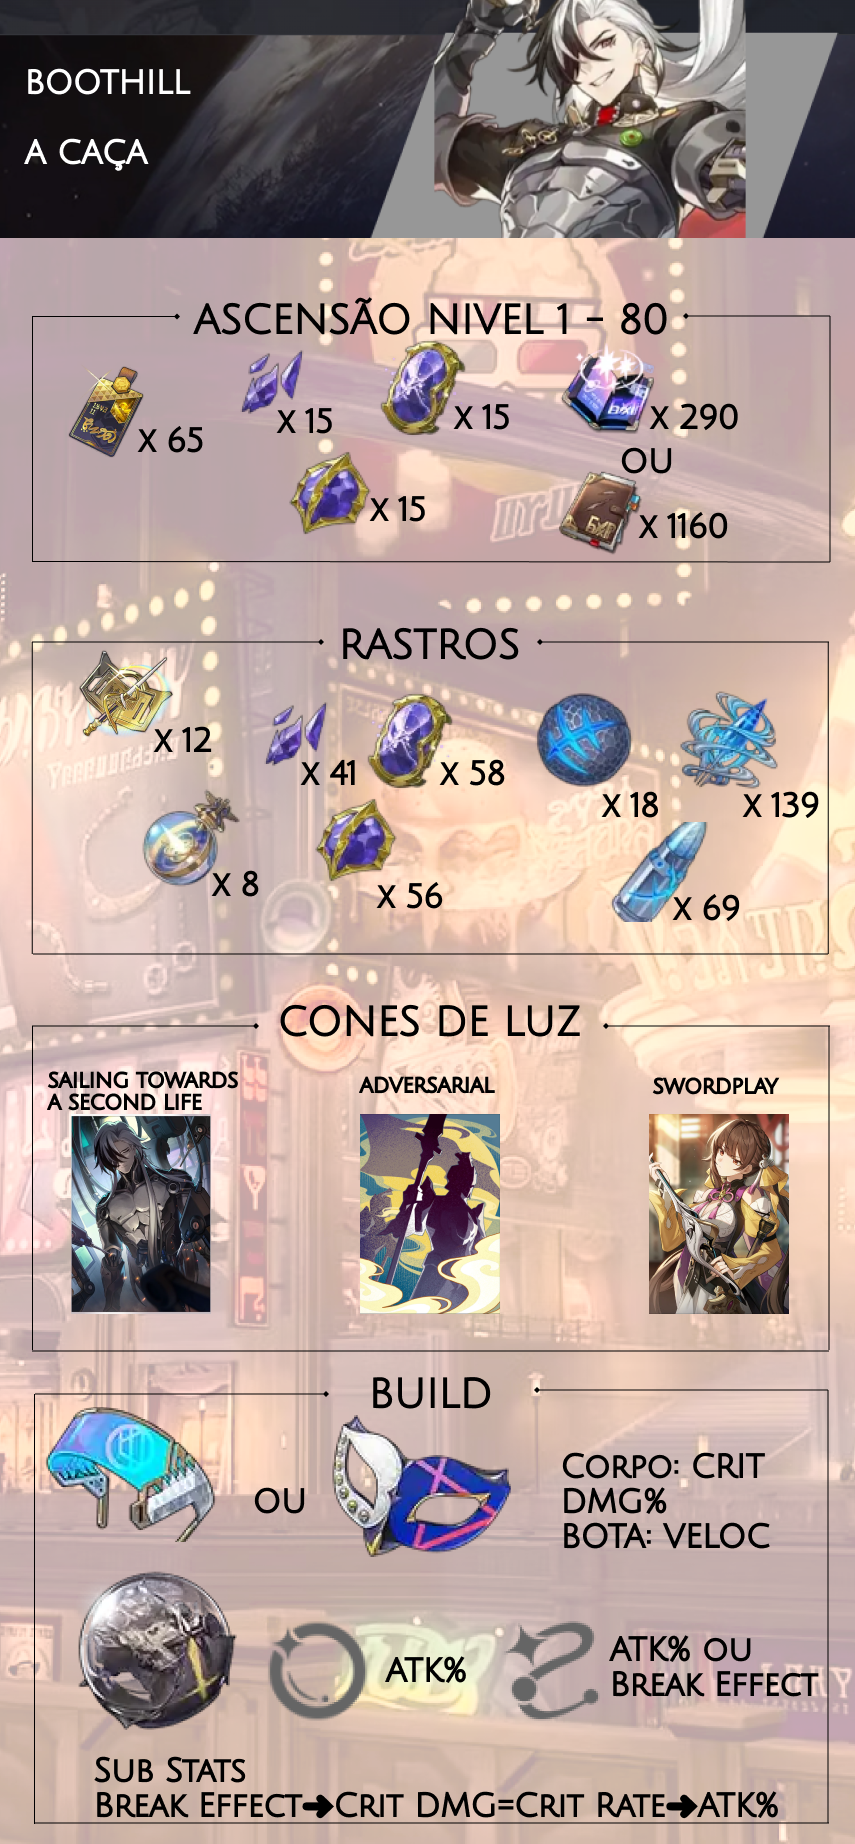 BOOTHILL
A CAÇA
ASCENSÃO NIVEL 1 - 80
X 65
X 15
X 15
X 290
OU
X 15
X 1160
RASTROS
X 12
X 41
X 58
X 18
X 139
X 8
X 56
X 69
CONES DE LUZ
SAILING TOWARDS
A SECOND LIFE
ADVERSARIAL
SWORDPLAY
BUILD
OU
CORPO: CRIT
DMG%
BOTA: VELOC
ATK%
ATK% OU
BREAK EFFECT
SUB STATS
BREAK EFFECT➜CRIT DMG=CRIT RATE➜ATK%